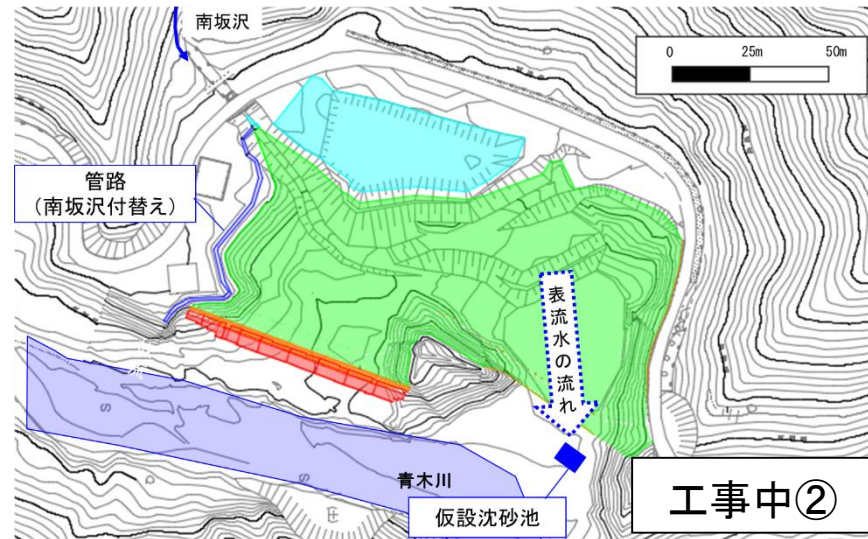 南坂沢
0 25m 50m
管路
（南坂沢付替え）
表流水の流れ
青木川
仮設沈砂池
工事中②